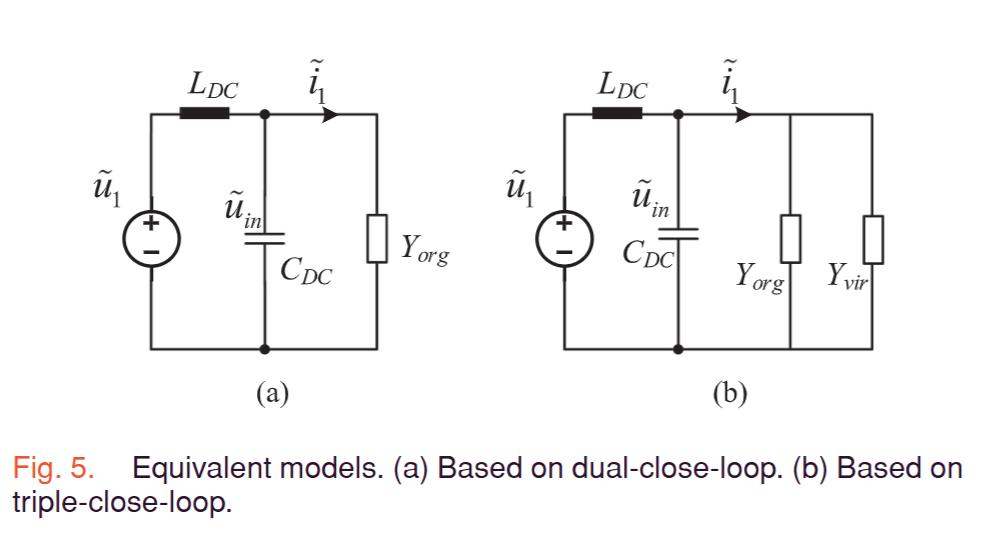 L_DC ĩ_1 L_DC ĩ_1
ũ_1 ũ_in ũ_1 ũ_in
+ − C_DC Y_org + − C_DC Y_org Y_vir
(a) (b)
Fig. 5. Equivalent models. (a) Based on dual-close-loop. (b) Based on
triple-close-loop.